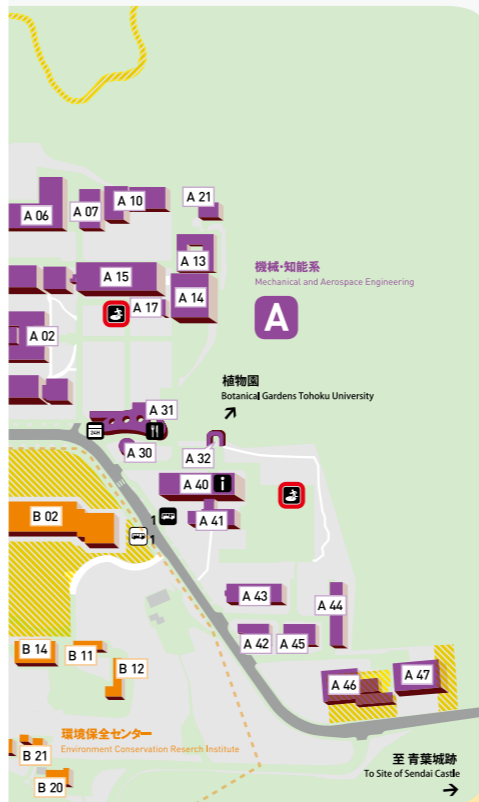 A 21
A 10
A 07
A 06
A 13
機械・知能系
Mechanical and Aerospace Engineering
A
A 15
A 14
A 17
A 02
植物園
Botanical Gardens Tohoku University
A 31
24H
A 30
A 32
A 40
i
B 02
1
A 41
1
A 43
A 44
A 42
A 45
B 14
B 11
B 12
A 47
A 46
環境保全センター
Environment Conservation Reserch Institute
B 21
B 20
至 青葉城跡
To Site of Sendai Castle